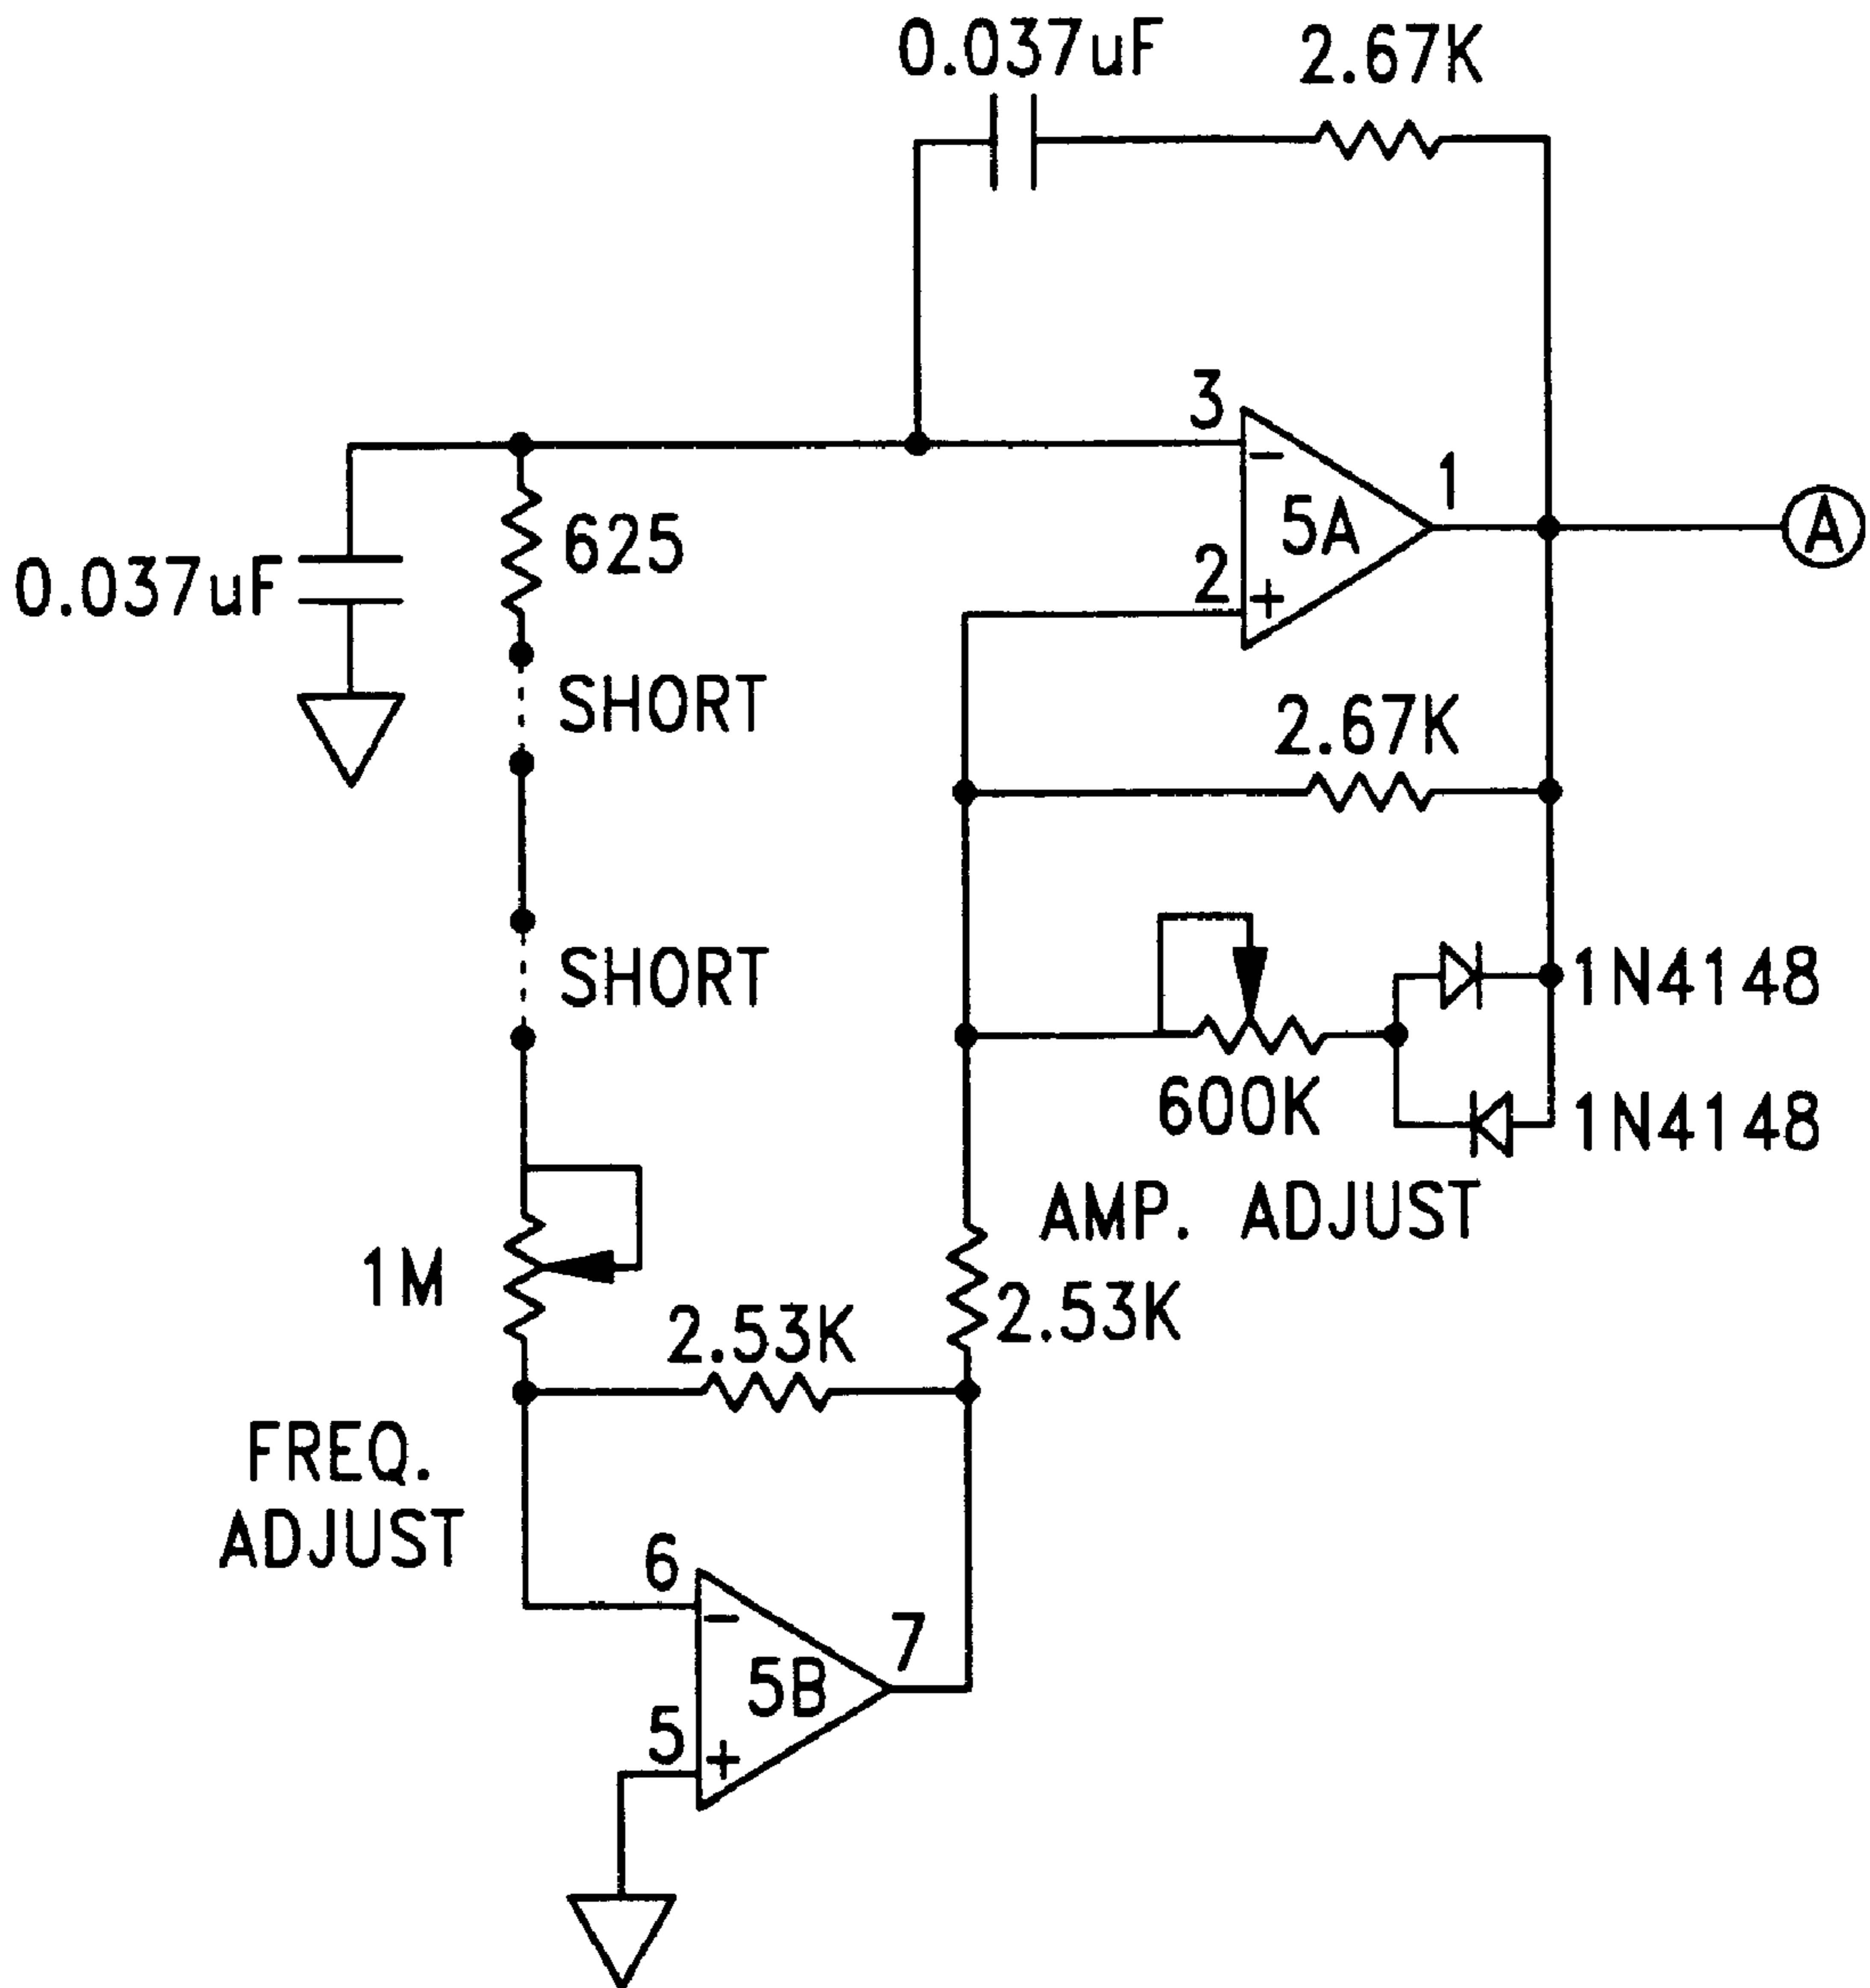 0.037uF
2.67K
3
1
5A
A
2
625
0.037uF
-
+
SHORT
2.67K
SHORT
1N4148
600K
1N4148
AMP. ADJUST
1M
2.53K
2.53K
FREQ.
ADJUST
6
-
7
5B
5
+